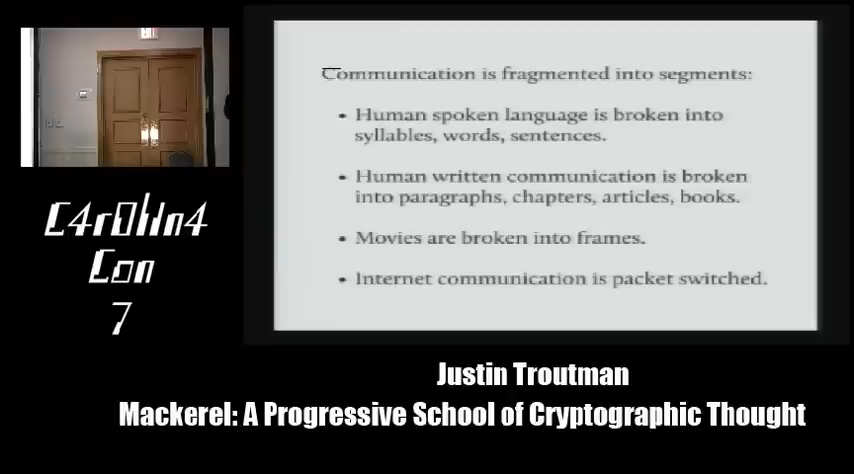 Communication is fragmented into segments:
• Human spoken language is broken into
syllables, words, sentences.
• Human written communication is broken
into paragraphs, chapters, articles, books.
• Movies are broken into frames.
• Internet communication is packet switched.
C4r0l1n4
Con
7
Justin Troutman
Mackerel: A Progressive School of Cryptographic Thought